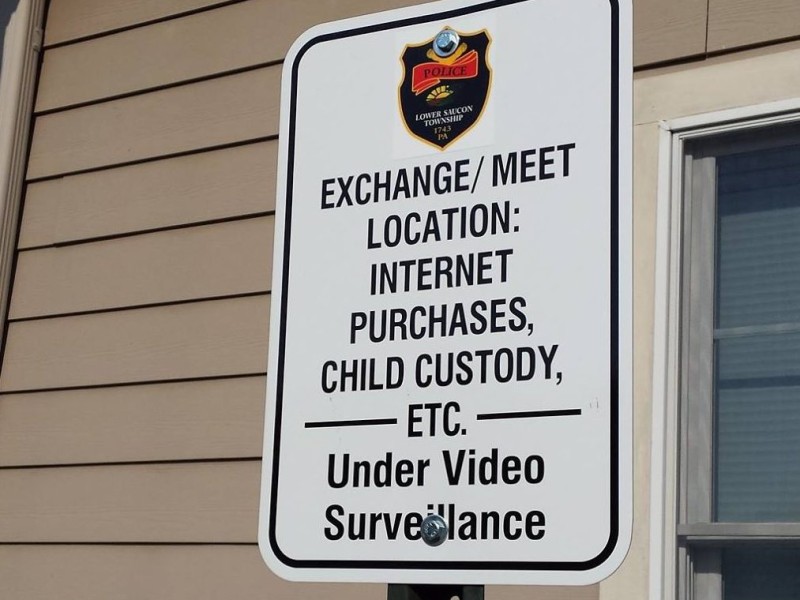 POLICE
LOWER SAUCON
TOWNSHIP
1743
PA
EXCHANGE/ MEET
LOCATION:
INTERNET
PURCHASES,
CHILD CUSTODY,
ETC.
Under Video
Surveillance